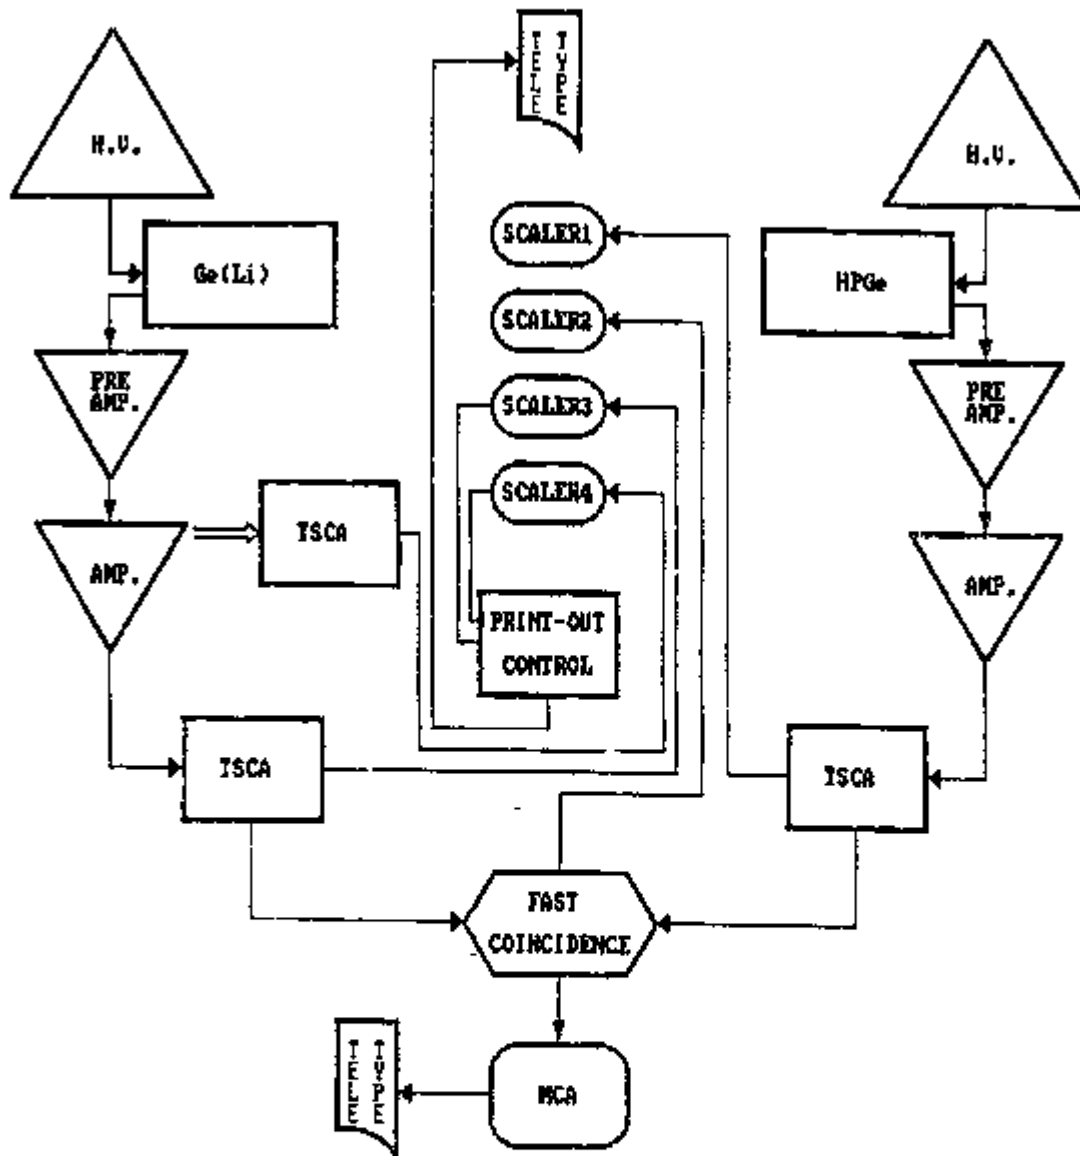 TELE
TYPE
H.V.
H.V.
SCALER1
Ge(Li)
HPGe
SCALER2
PRE
AMP.
SCALER3
PRE
AMP.
SCALER4
TSCA
AMP.
AMP.
PRINT-OUT
CONTROL
TSCA
TSCA
FAST
COINCIDENCE
TELE
TYPE
MCA